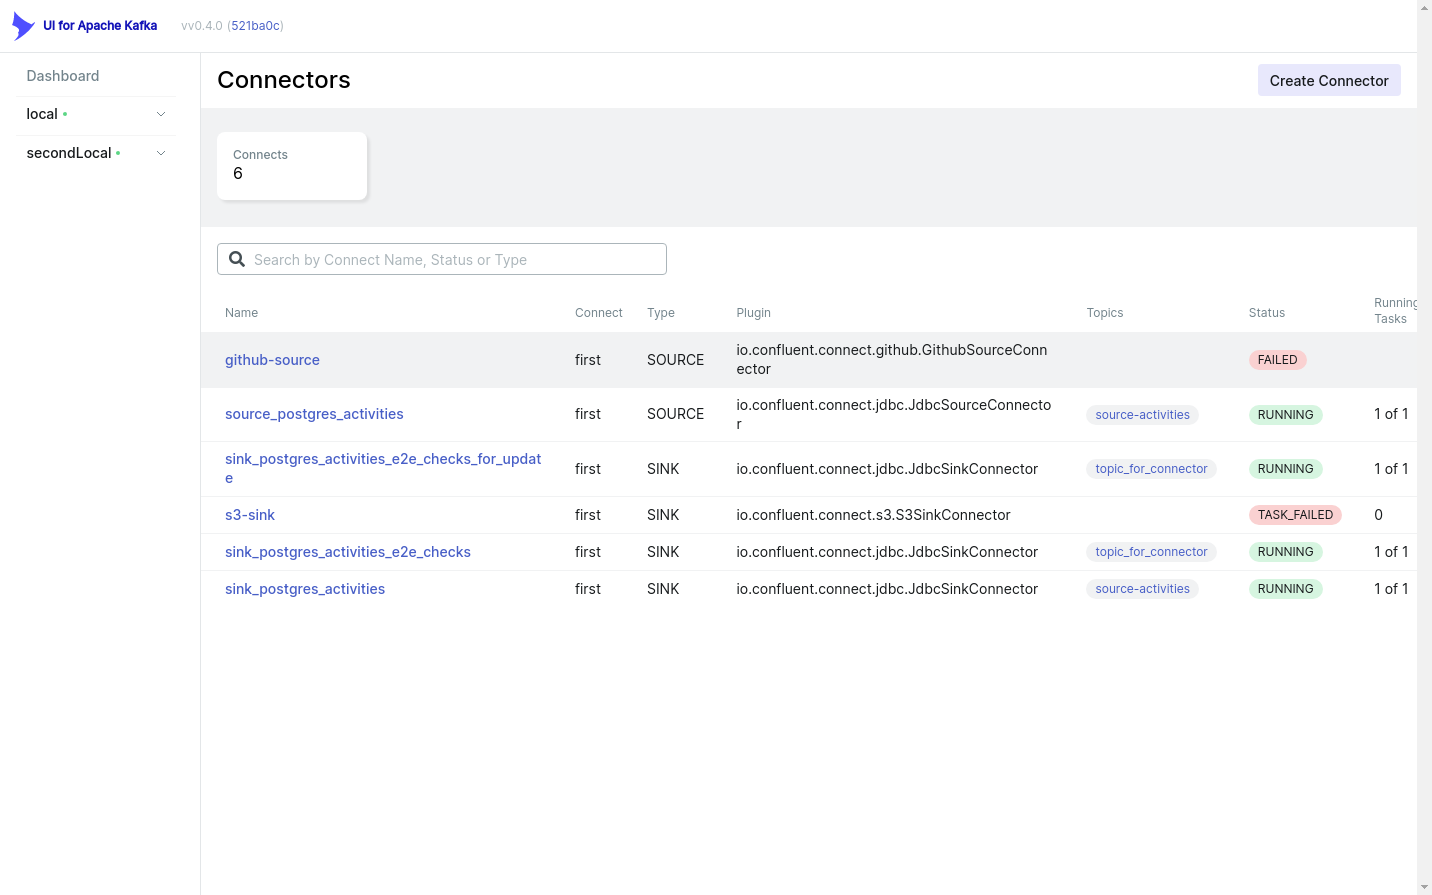 UI for Apache Kafka vv0.4.0 (521ba0c)
Dashboard
local
secondLocal
Connectors
Create Connector
Connects
6
Search by Connect Name, Status or Type
Name Connect Type Plugin Topics Status Running
Tasks
github-source first SOURCE io.confluent.connect.github.GithubSourceConn
ector FAILED
source_postgres_activities first SOURCE io.confluent.connect.jdbc.JdbcSourceConnecto
r source-activities RUNNING 1 of 1
sink_postgres_activities_e2e_checks_for_updat
e first SINK io.confluent.connect.jdbc.JdbcSinkConnector topic_for_connector RUNNING 1 of 1
s3-sink first SINK io.confluent.connect.s3.S3SinkConnector TASK_FAILED 0
sink_postgres_activities_e2e_checks first SINK io.confluent.connect.jdbc.JdbcSinkConnector topic_for_connector RUNNING 1 of 1
sink_postgres_activities first SINK io.confluent.connect.jdbc.JdbcSinkConnector source-activities RUNNING 1 of 1